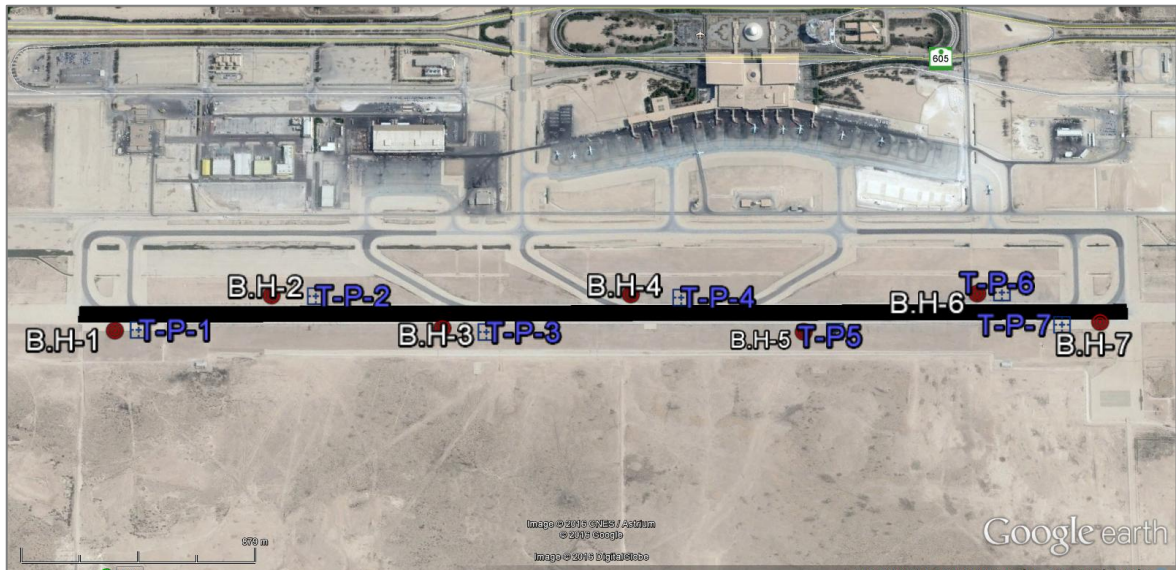 605
B.H-2 T-P-2
B.H-4 T-P-4
T-P-6
B.H-6
B.H-1 T-P-1
B.H-3 T-P-3
B.H-5 T-P5
T-P-7
B.H-7
Image © 2016 CNES / Astrium
© 2016 Google
Image © 2016 DigitalGlobe
Google earth
879 m